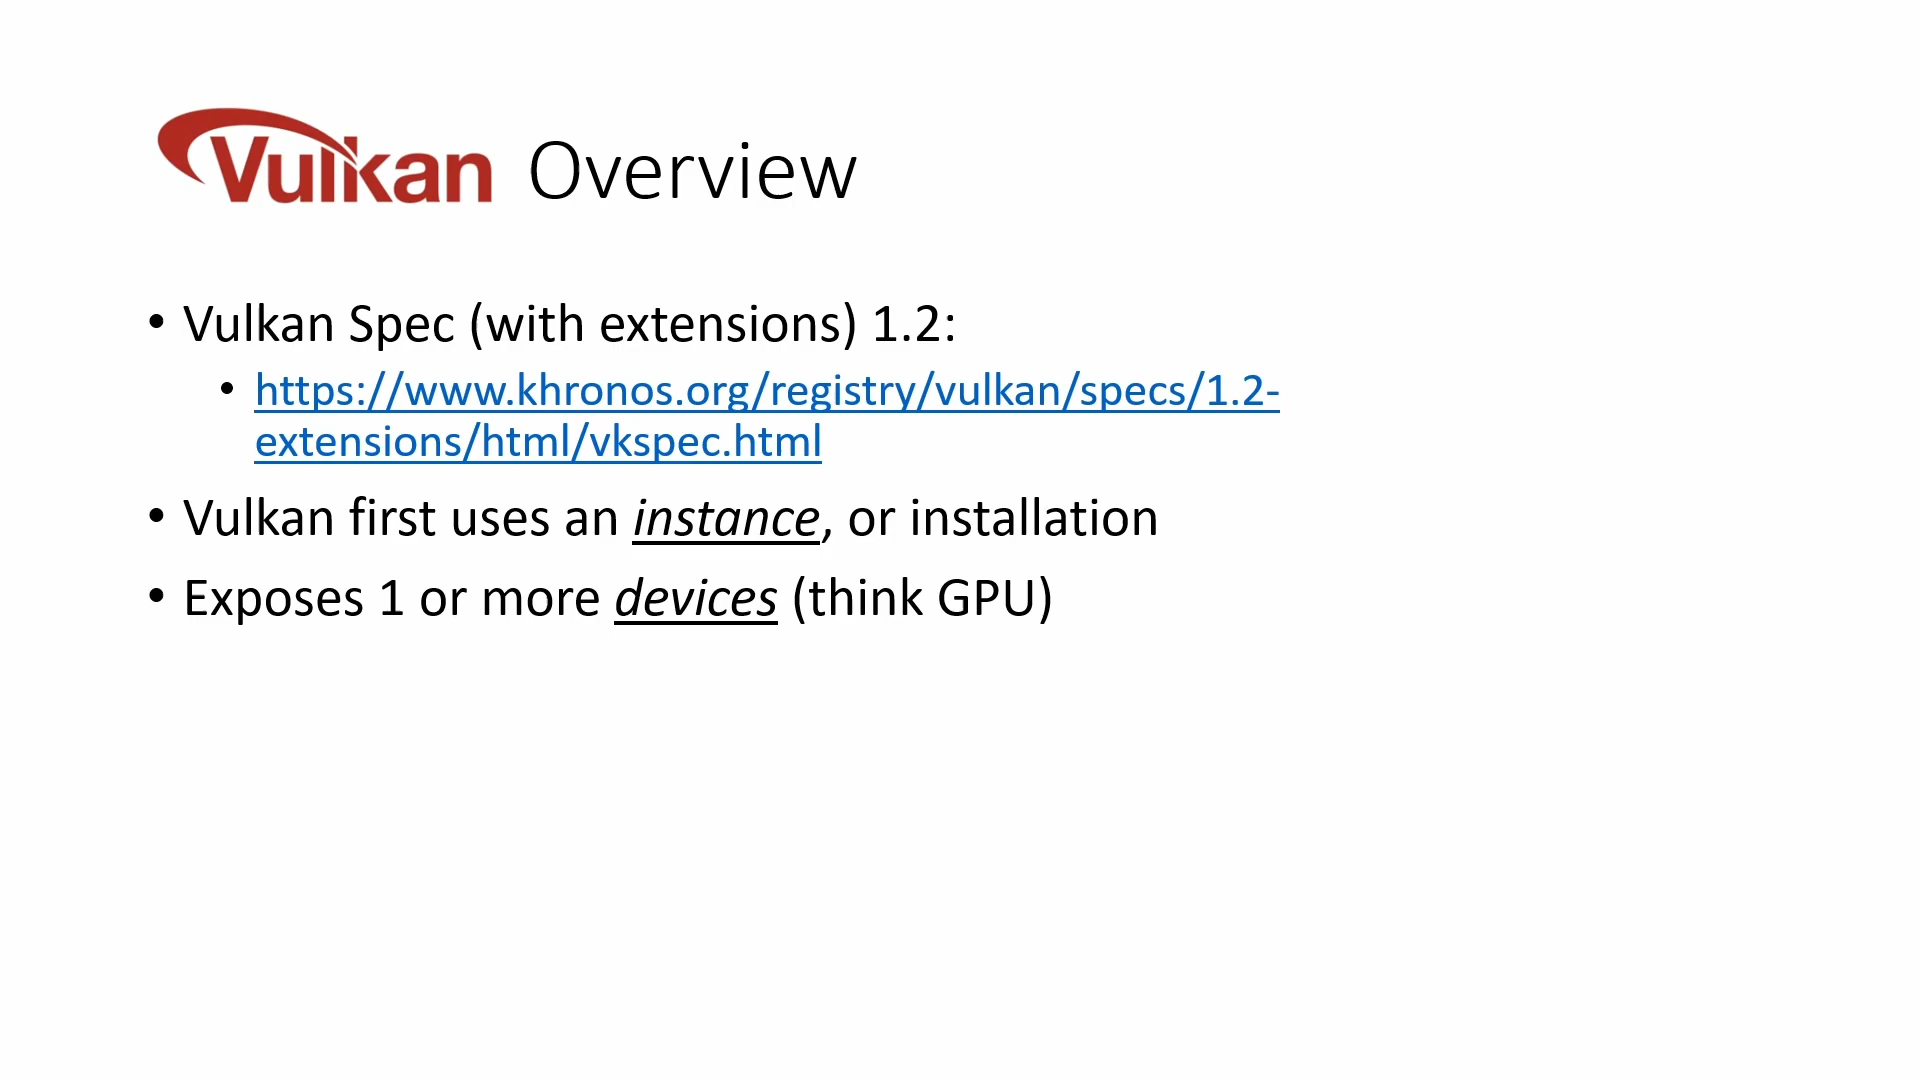 Vulkan Overview
• Vulkan Spec (with extensions) 1.2:
• https://www.khronos.org/registry/vulkan/specs/1.2-
extensions/html/vkspec.html
• Vulkan first uses an instance, or installation
• Exposes 1 or more devices (think GPU)